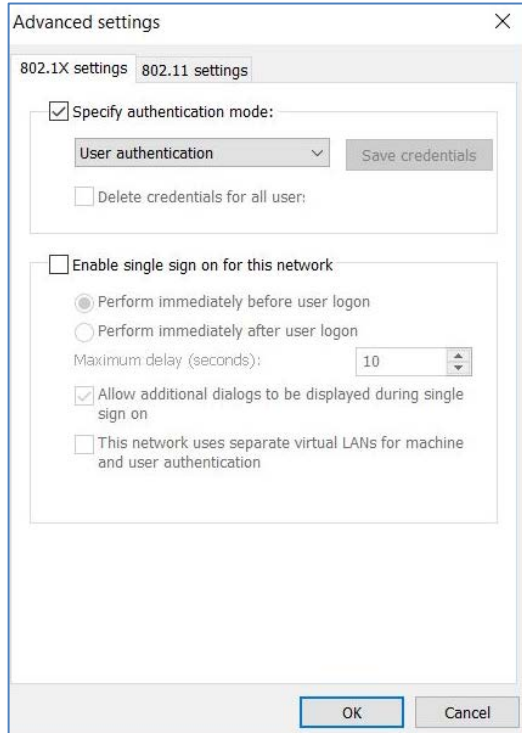 Advanced settings
802.1X settings 802.11 settings
Specify authentication mode:
User authentication Save credentials
Delete credentials for all user:
Enable single sign on for this network
Perform immediately before user logon
Perform immediately after user logon
Maximum delay (seconds): 10
Allow additional dialogs to be displayed during single
sign on
This network uses separate virtual LANs for machine
and user authentication
OK Cancel